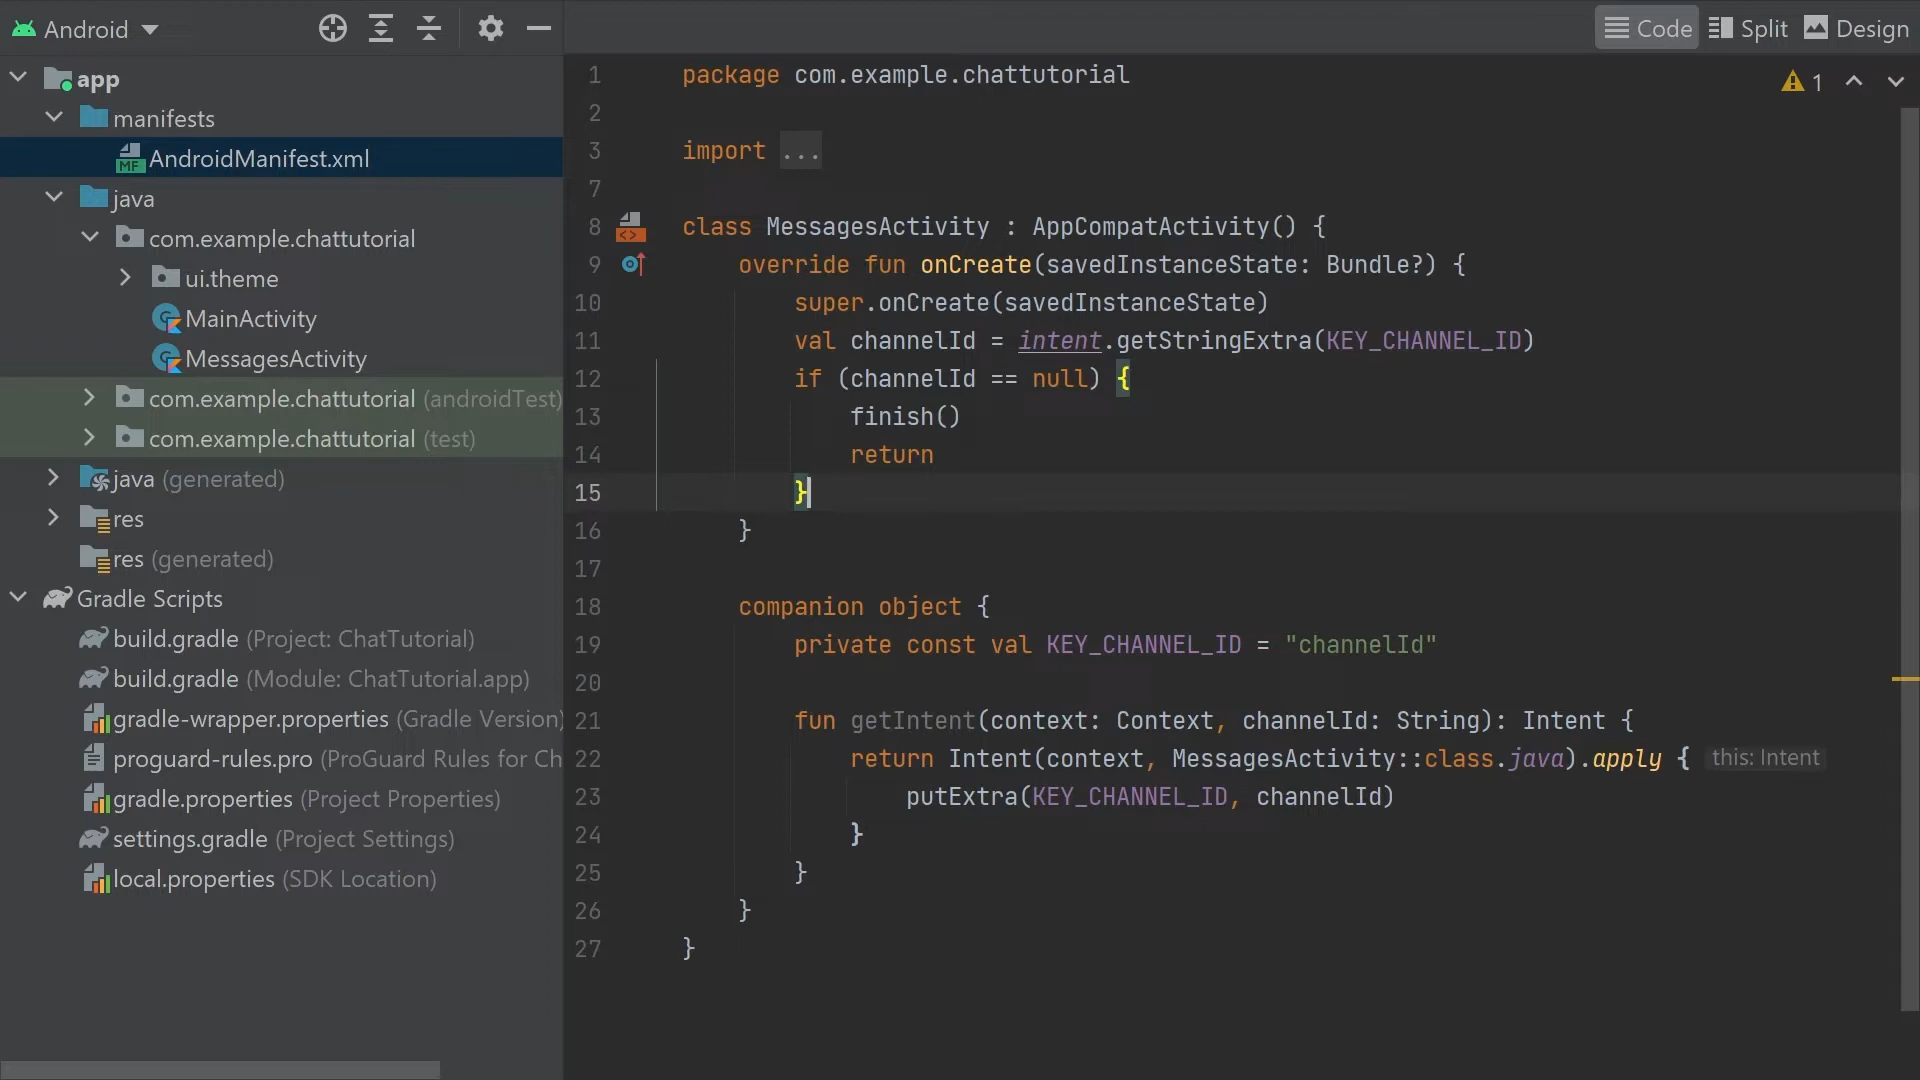 Android
Code
Split
Design
app
manifests
MF
AndroidManifest.xml
java
com.example.chattutorial
ui.theme
MainActivity
MessagesActivity
com.example.chattutorial (androidTest)
com.example.chattutorial (test)
java (generated)
res
res (generated)
Gradle Scripts
build.gradle (Project: ChatTutorial)
build.gradle (Module: ChatTutorial.app)
gradle-wrapper.properties (Gradle Version)
proguard-rules.pro (ProGuard Rules for Ch
gradle.properties (Project Properties)
settings.gradle (Project Settings)
local.properties (SDK Location)
1
1 package com.example.chattutorial
2
3 import ...
7
8 class MessagesActivity : AppCompatActivity() {
9     override fun onCreate(savedInstanceState: Bundle?) {
10         super.onCreate(savedInstanceState)
11         val channelId = intent.getStringExtra(KEY_CHANNEL_ID)
12         if (channelId == null) {
13             finish()
14             return
15         }
16     }
17
18     companion object {
19         private const val KEY_CHANNEL_ID = "channelId"
20
21         fun getIntent(context: Context, channelId: String): Intent {
22             return Intent(context, MessagesActivity::class.java).apply { this: Intent
23                 putExtra(KEY_CHANNEL_ID, channelId)
24             }
25         }
26     }
27 }